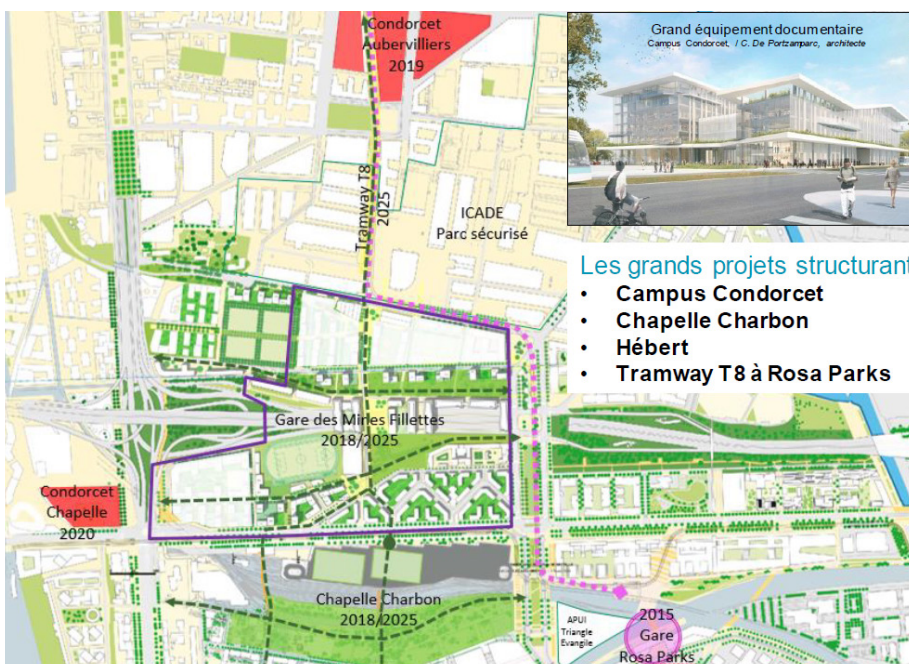 Condorcet
Aubervilliers
2019
Grand équipement documentaire
Campus Condorcet, / C. De Portzamparc, architecte
Tramway T8
2025
ICADE
Parc sécurisé
Les grands projets structurant
• Campus Condorcet
• Chapelle Charbon
• Hébert
• Tramway T8 à Rosa Parks
Gare des Mines Fillettes
2018/2025
Condorcet
Chapelle
2020
Chapelle Charbon
2018/2025
APUI
Triangle
Evangile
2015
Gare
Rosa Parks